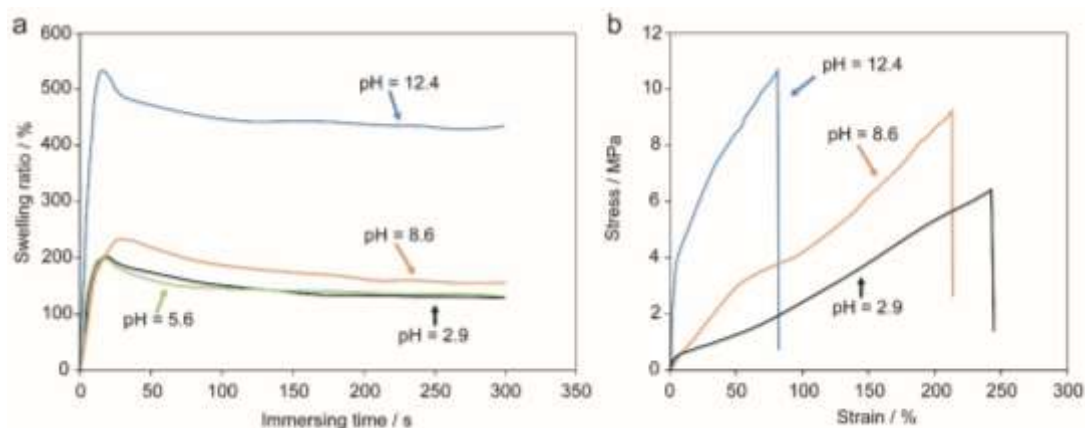 a
600
500
400
300
200
100
0
Swelling ratio / %
pH = 12.4
pH = 8.6
pH = 5.6
pH = 2.9
0 50 100 150 200 250 300 350
Immersing time / s
b
12
10
8
6
4
2
0
Stress / MPa
pH = 12.4
pH = 8.6
pH = 2.9
0 50 100 150 200 250 300
Strain / %